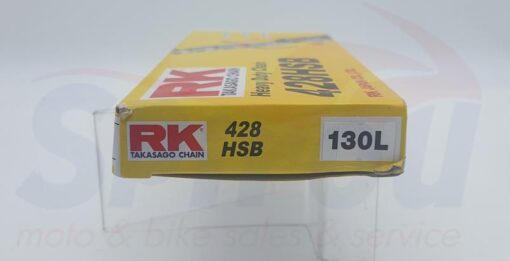 RK
TAKASAGO CHAIN
Heavy Duty Chain
428HSB
RK
TAKASAGO CHAIN
428
HSB
130L
moto & bike sales & service